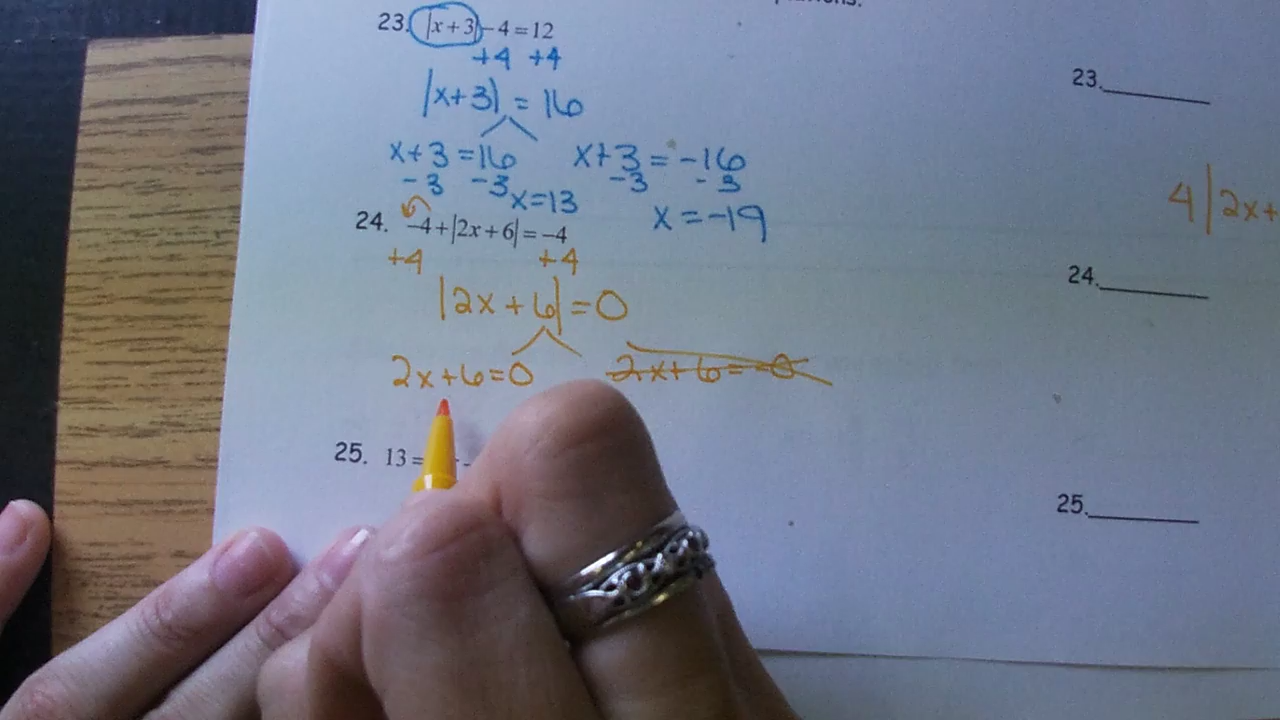 23. |x+3| − 4 = 12
+4 +4
|x+3| = 16
x+3 = 16 x+3 = -16
-3 -3 -3 -3
x=13
x = -19
24. −4 + |2x + 6| = −4
+4 +4
|2x + 6| = 0
2x+6=0 2x+6=-0
25. 13 =
23.
4|2x+
24.
25.